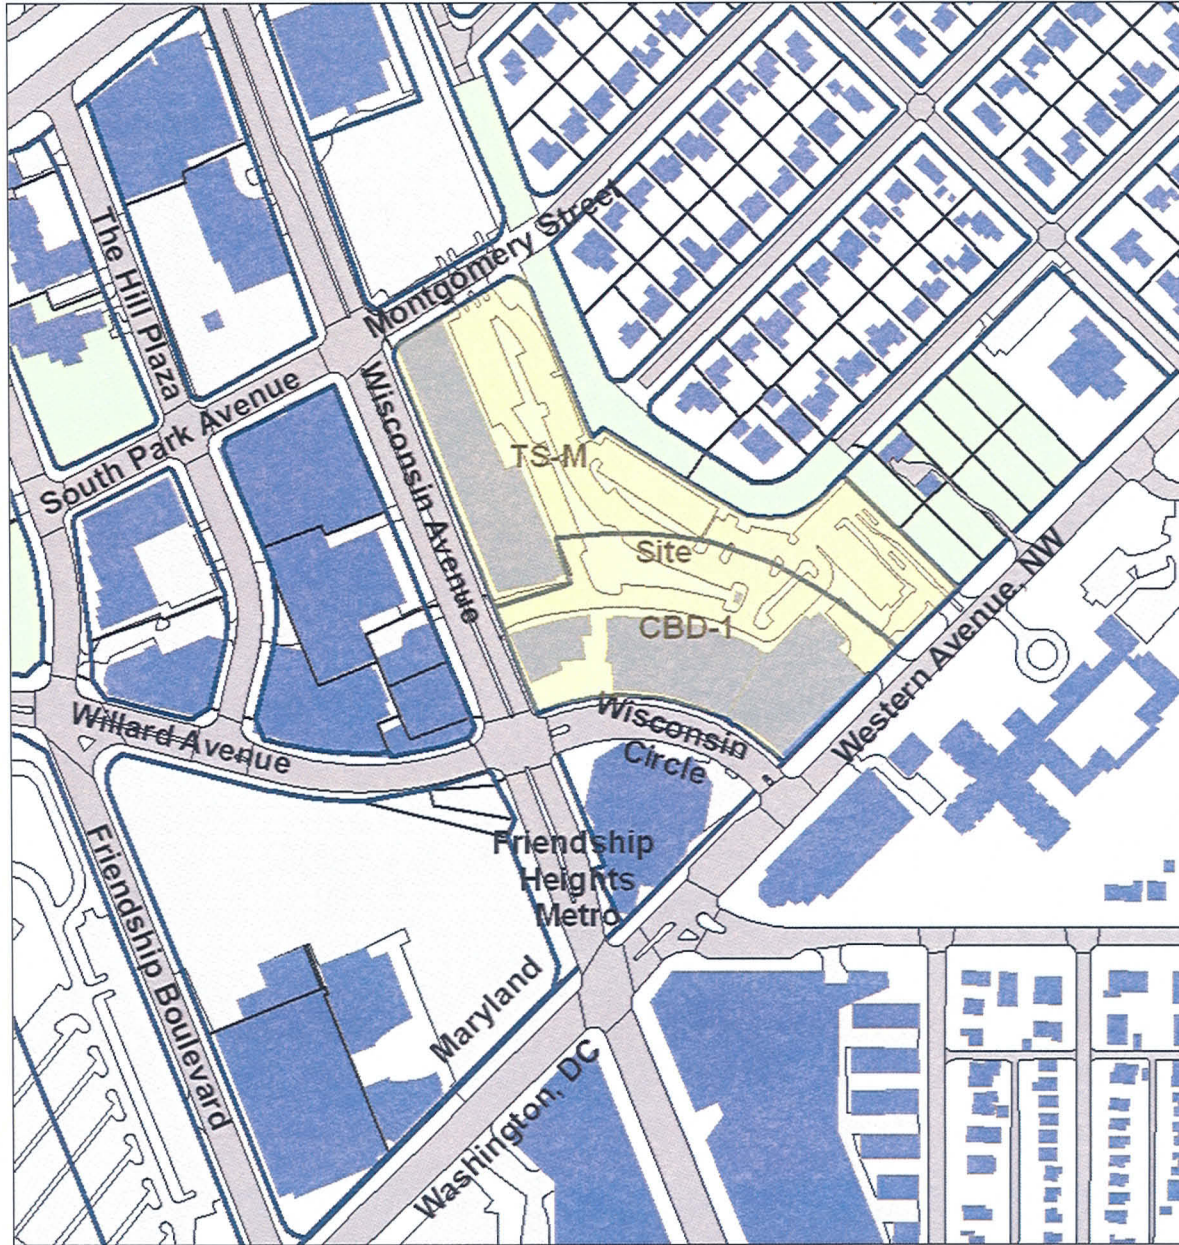 The Hill Plaza
Montgomery Street
South Park Avenue
Wisconsin Avenue
TS-M
Site
CBD-1
Western Avenue, NW
Wisconsin
Circle
Willard Avenue
Friendship
Heights
Metro
Friendship Boulevard
Maryland
Washington, DC